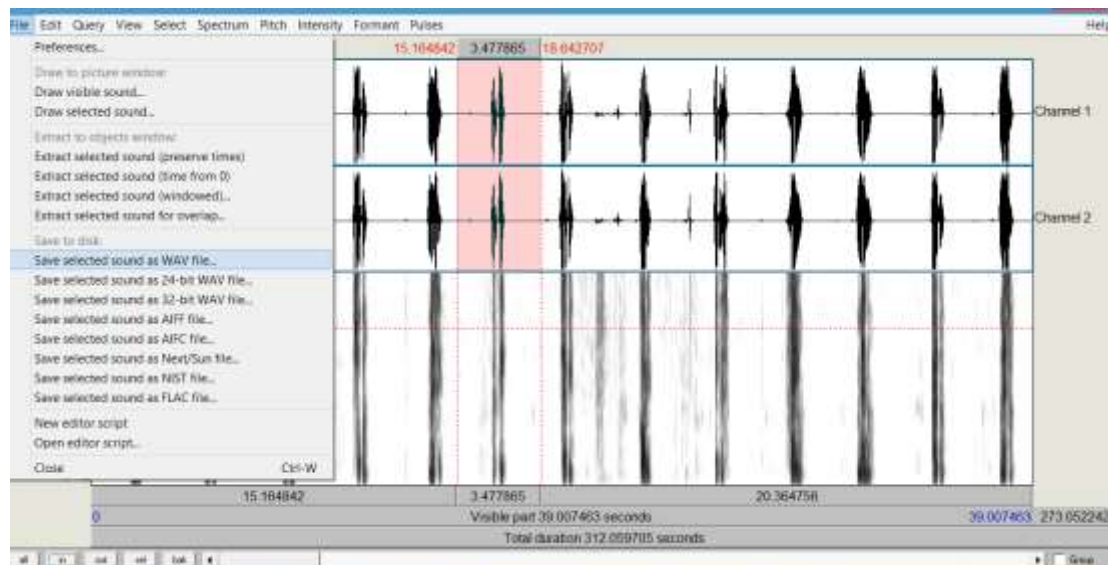 File Edit Query View Select Spectrum Pitch Intensity Formant Pulses Help
Preferences...
15.164842 3.477865 18.642707
Draw to picture window:
Draw visible sound...
Draw selected sound...
Extract to objects window:
Extract selected sound (preserve times)
Extract selected sound (time from 0)
Extract selected sound (windowed)...
Extract selected sound for overlap...
Save to disk:
Save selected sound as WAV file...
Save selected sound as 24-bit WAV file...
Save selected sound as 32-bit WAV file...
Save selected sound as AIFF file...
Save selected sound as AIFC file...
Save selected sound as Next/Sun file...
Save selected sound as NIST file...
Save selected sound as FLAC file...
New editor script
Open editor script...
Close Ctrl-W
Channel 1
Channel 2
15.164842 3.477865 20.364756
0 Visible part 39.007463 seconds 39.007463 273.052242
Total duration 312.059705 seconds
all in out sel bak Group